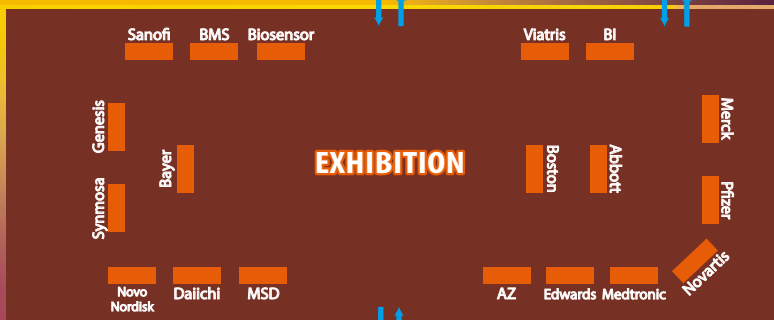 Sanofi
BMS
Biosensor
Viatris
BI
Genesis
Synmosa
Bayer
EXHIBITION
Boston
Abbott
Merck
Pfizer
Novartis
Novo
Nordisk
Daiichi
MSD
AZ
Edwards
Medtronic